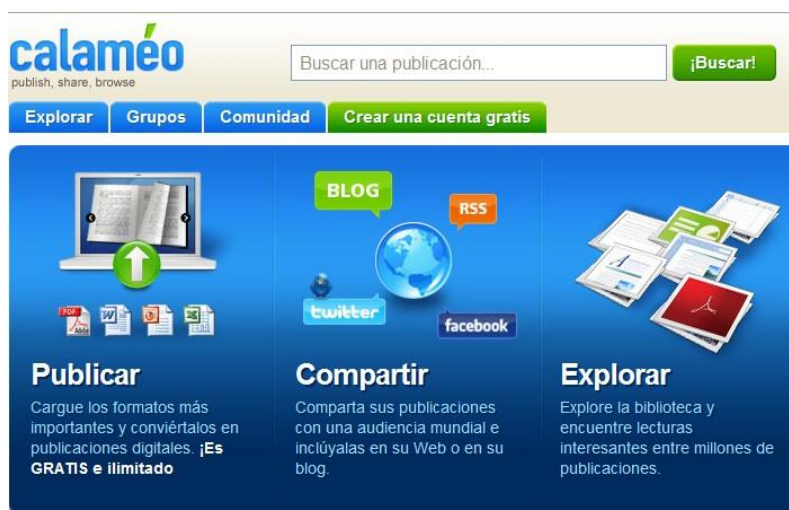 calaméo
publish, share, browse
Buscar una publicación...
¡Buscar!
Explorar
Grupos
Comunidad
Crear una cuenta gratis
BLOG
RSS
twitter
facebook
PDF
Adobe
Publicar
Cargue los formatos más
importantes y conviértalos en
publicaciones digitales. ¡Es
GRATIS e ilimitado
Compartir
Comparta sus publicaciones
con una audiencia mundial e
inclúyalas en su Web o en su
blog.
Explorar
Explore la biblioteca y
encuentre lecturas
interesantes entre millones de
publicaciones.